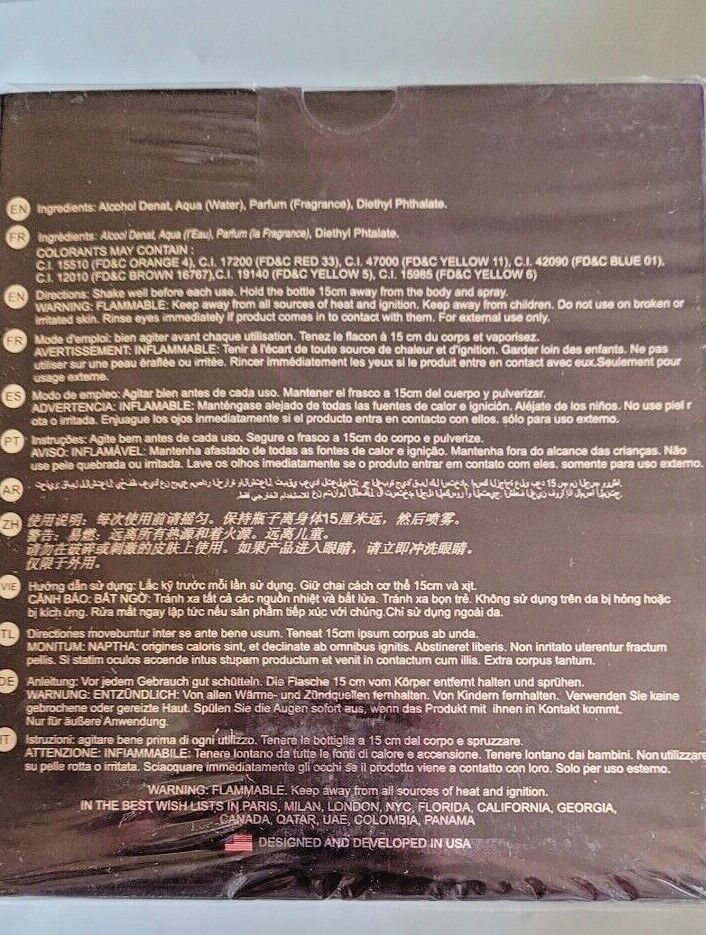 EN Ingredients: Alcohol Denat, Aqua (Water), Parfum (Fragrance), Diethyl Phthalate.
FR Ingrédients: Alcool Denat, Aqua (l'Eau), Parfum (la Fragrance), Diethyl Phtalate.
COLORANTS MAY CONTAIN :
C.I. 15510 (FD&C ORANGE 4), C.I. 17200 (FD&C RED 33), C.I. 47000 (FD&C YELLOW 11), C.I. 42090 (FD&C BLUE 01),
C.I. 12010 (FD&C BROWN 16767),C.I. 19140 (FD&C YELLOW 5), C.I. 15985 (FD&C YELLOW 6)
EN Directions: Shake well before each use. Hold the bottle 15cm away from the body and spray.
WARNING: FLAMMABLE: Keep away from all sources of heat and ignition. Keep away from children. Do not use on broken or
irritated skin. Rinse eyes immediately if product comes in to contact with them. For external use only.
FR Mode d'emploi: bien agiter avant chaque utilisation. Tenez le flacon à 15 cm du corps et vaporisez.
AVERTISSEMENT: INFLAMMABLE: Tenir à l'écart de toute source de chaleur et d'ignition. Garder loin des enfants. Ne pas
utiliser sur une peau éraflée ou irritée. Rincer immédiatement les yeux si le produit entre en contact avec eux.Seulement pour
usage externe.
ES Modo de empleo: Agitar bien antes de cada uso. Mantener el frasco a 15cm del cuerpo y pulverizar.
ADVERTENCIA: INFLAMABLE: Manténgase alejado de todas las fuentes de calor e ignición. Aléjate de los niños. No use piel r
ota o irritada. Enjuague los ojos inmediatamente si el producto entra en contacto con ellos. sólo para uso externo.
PT Instruções: Agite bem antes de cada uso. Segure o frasco a 15cm do corpo e pulverize.
AVISO: INFLAMÁVEL: Mantenha afastado de todas as fontes de calor e ignição. Mantenha fora do alcance das crianças. Não
use pele quebrada ou irritada. Lave os olhos imediatamente se o produto entrar em contato com eles. somente para uso externo.
AR
ZH 使用说明：每次使用前请摇匀。保持瓶子离身体15厘米远，然后喷雾。
警告：易燃：远离所有热源和着火源。远离儿童。
请勿在破碎或刺激的皮肤上使用。如果产品进入眼睛，请立即冲洗眼睛。
仅限于外用。
VIE Hướng dẫn sử dụng: Lắc kỹ trước mỗi lần sử dụng. Giữ chai cách cơ thể 15cm và xịt.
CẢNH BÁO: BẤT NGỜ: Tránh xa tất cả các nguồn nhiệt và bắt lửa. Tránh xa bọn trẻ. Không sử dụng trên da bị hỏng hoặc
bị kích ứng. Rửa mắt ngay lập tức nếu sản phẩm tiếp xúc với chúng.Chỉ sử dụng ngoài da.
TL Directiones movebuntur inter se ante bene usum. Teneat 15cm ipsum corpus ab unda.
MONITUM: NAPTHA: origines caloris sint, et declinate ab omnibus ignitis. Abstineret liberis. Non irritato uterentur fractum
pellis. Si statim oculos accende intus stupam productum et venit in contactum cum illis. Extra corpus tantum.
DE Anleitung: Vor jedem Gebrauch gut schütteln. Die Flasche 15 cm vom Körper entfernt halten und sprühen.
WARNUNG: ENTZÜNDLICH: Von allen Wärme- und Zündquellen fernhalten. Von Kindern fernhalten. Verwenden Sie keine
gebrochene oder gereizte Haut. Spülen Sie die Augen sofort aus, wenn das Produkt mit ihnen in Kontakt kommt.
Nur für äußere Anwendung.
IT Istruzioni: agitare bene prima di ogni utilizzo. Tenere la bottiglia a 15 cm dal corpo e spruzzare.
ATTENZIONE: INFIAMMABILE: Tenere lontano da tutte le fonti di calore e accensione. Tenere lontano dai bambini. Non utilizzare
su pelle rotta o irritata. Sciacquare immediatamente gli occhi se il prodotto viene a contatto con loro. Solo per uso esterno.
WARNING: FLAMMABLE. Keep away from all sources of heat and ignition.
IN THE BEST WISH LISTS IN PARIS, MILAN, LONDON, NYC, FLORIDA, CALIFORNIA, GEORGIA,
CANADA, QATAR, UAE, COLOMBIA, PANAMA
DESIGNED AND DEVELOPED IN USA